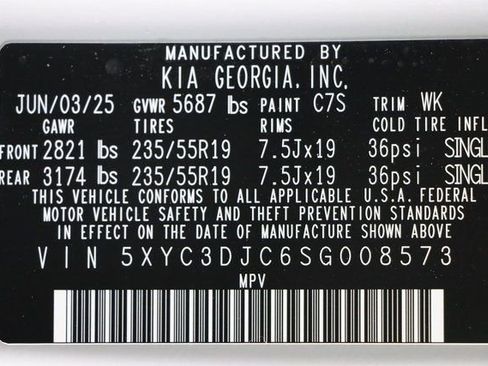 MANUFACTURED BY
KIA GEORGIA, INC.
JUN/03/25 GVWR 5687 lbs PAINT C7S TRIM WK
GAWR TIRES RIMS COLD TIRE INFL
FRONT 2821 lbs 235/55R19 7.5Jx19 36psi SINGL
REAR 3174 lbs 235/55R19 7.5Jx19 36psi SINGL
THIS VEHICLE CONFORMS TO ALL APPLICABLE U.S.A. FEDERAL
MOTOR VEHICLE SAFETY AND THEFT PREVENTION STANDARDS
IN EFFECT ON THE DATE OF MANUFACTURE SHOWN ABOVE
VIN 5XYC3DJC6SG008573
MPV